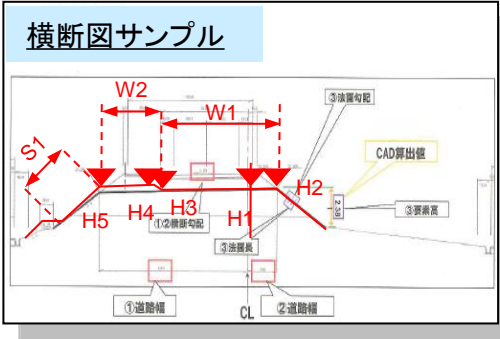 横断図サンプル
W2
W1
③法面勾配
S1
CAD算出値
H2
2.38
③要素高
H5
H4
H3
H1
①②横断勾配
③法面長
①道路幅
②道路幅
CL